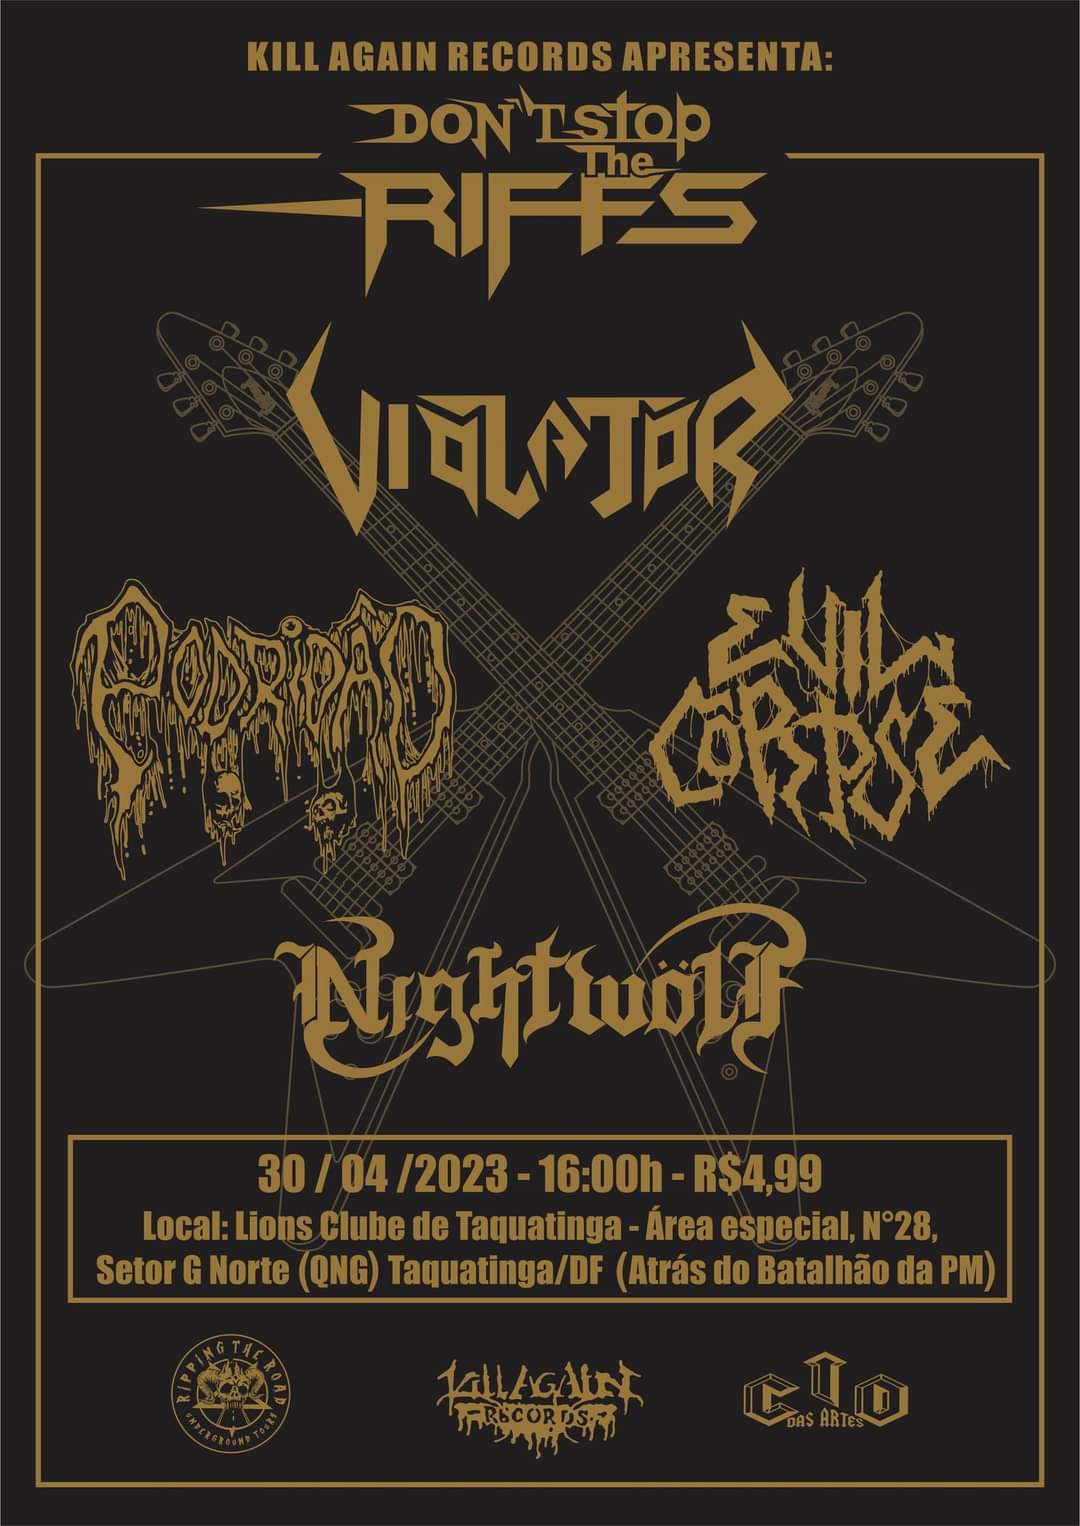 KILL AGAIN RECORDS APRESENTA:
DON'T STOP
The
RIFFS
VIOLATOR
PODRIDÃO
EVIL
CORPSE
Nightwölf
30 / 04 /2023 - 16:00h - R$4,99
Local: Lions Clube de Taquatinga - Área especial, N°28,
Setor G Norte (QNG) Taquatinga/DF (Atrás do Batalhão da PM)
RIPPING THE ROAD
UNDERGROUND TOURS
KILL AGAIN
RECORDS
CIO
DAS ARTES